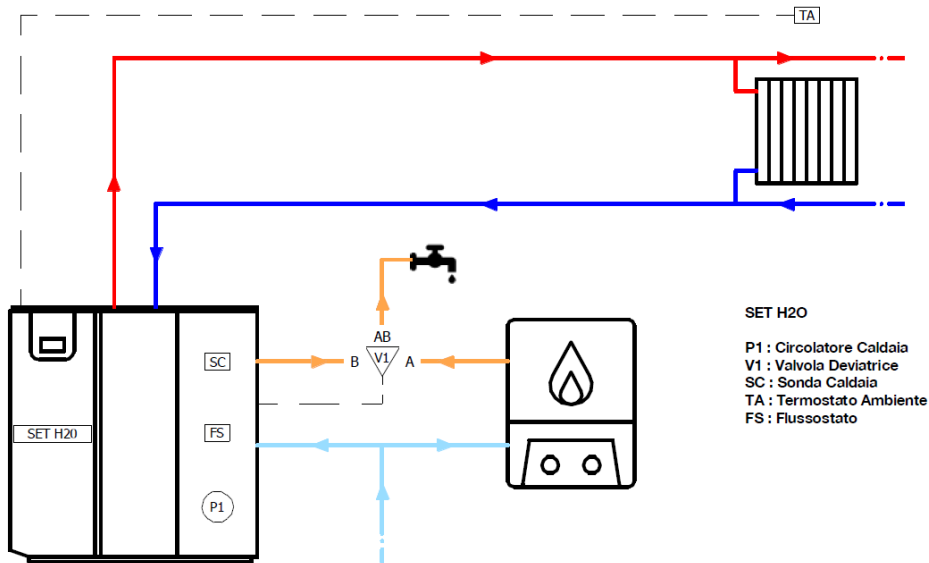 TA
AB
SC
B
V1
A
SET H20
FS
P1
SET H2O
P1 : Circolatore Caldaia
V1 : Valvola Deviatrice
SC : Sonda Caldaia
TA : Termostato Ambiente
FS : Flussostato